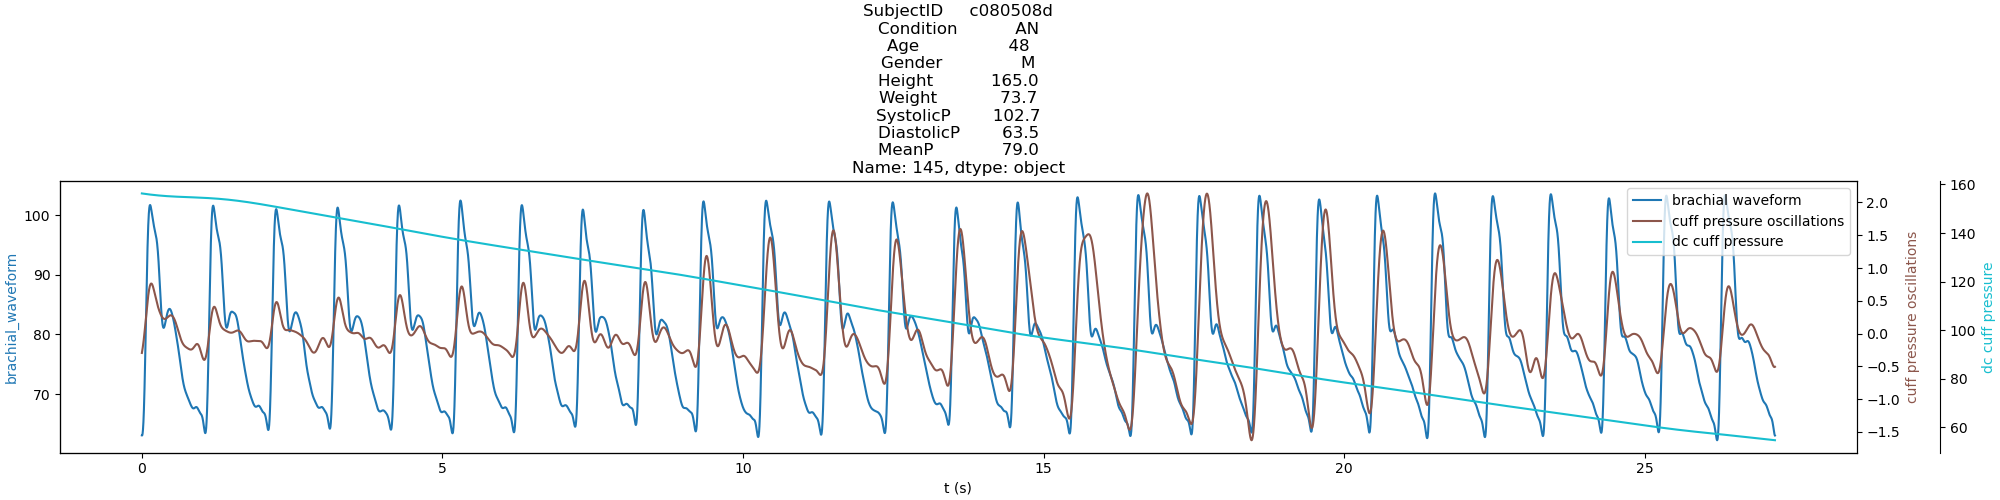 SubjectID c080508d
Condition AN
Age 48
Gender M
Height 165.0
Weight 73.7
SystolicP 102.7
DiastolicP 63.5
MeanP 79.0
Name: 145, dtype: object
brachial waveform
cuff pressure oscillations
dc cuff pressure
100
90
80
70
brachial_waveform
2.0
1.5
1.0
0.5
0.0
−0.5
−1.0
−1.5
cuff pressure oscillations
160
140
120
100
80
60
dc cuff pressure
0 5 10 15 20 25
t (s)